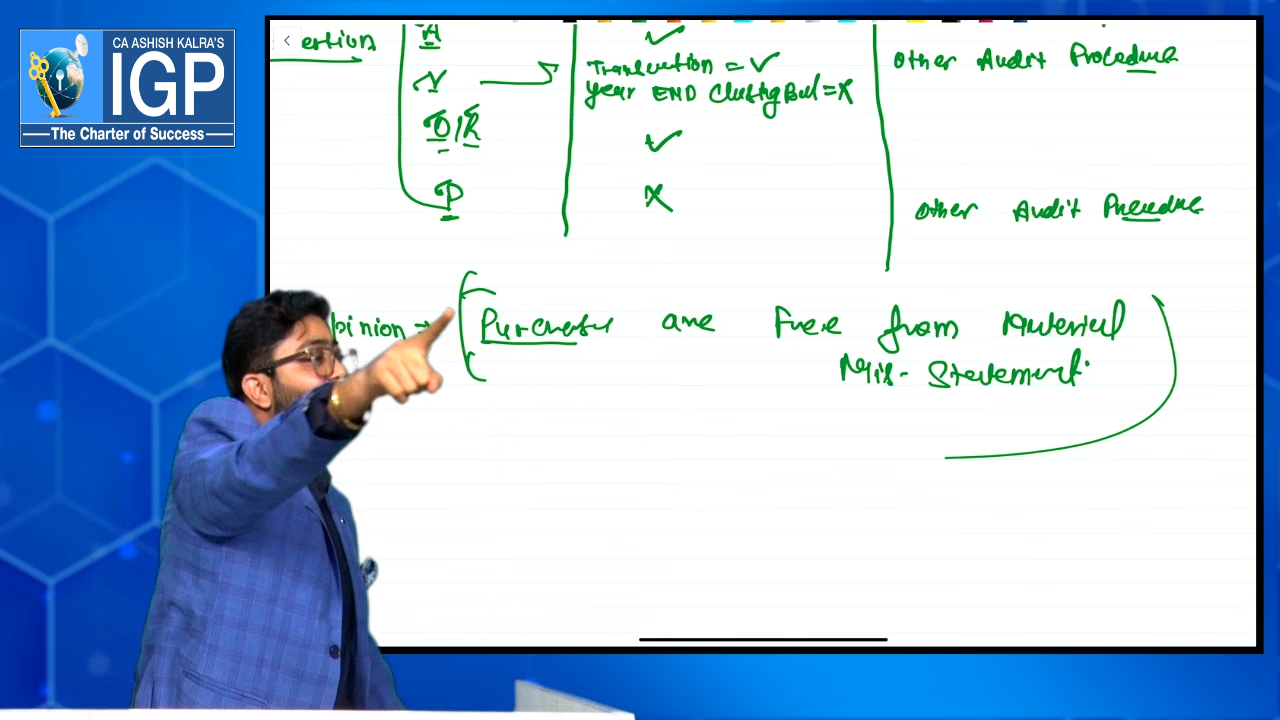 CA ASHISH KALRA'S
IGP
The Charter of Success
ertion
A
✓
Other Audit Procedure
V
Transaction = ✓
year END Closing Bal = X
O/R
✓
P
X
Other Audit Procedure
pinion → Purchases are Free from Material
Mis-Statement